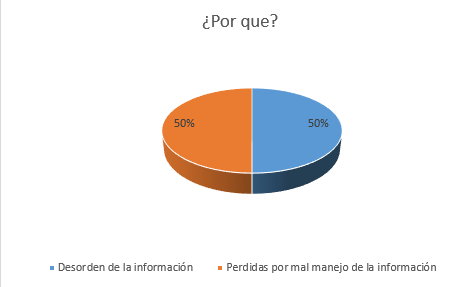 ¿Por que?
50% 50%
Desorden de la información Perdidas por mal manejo de la información